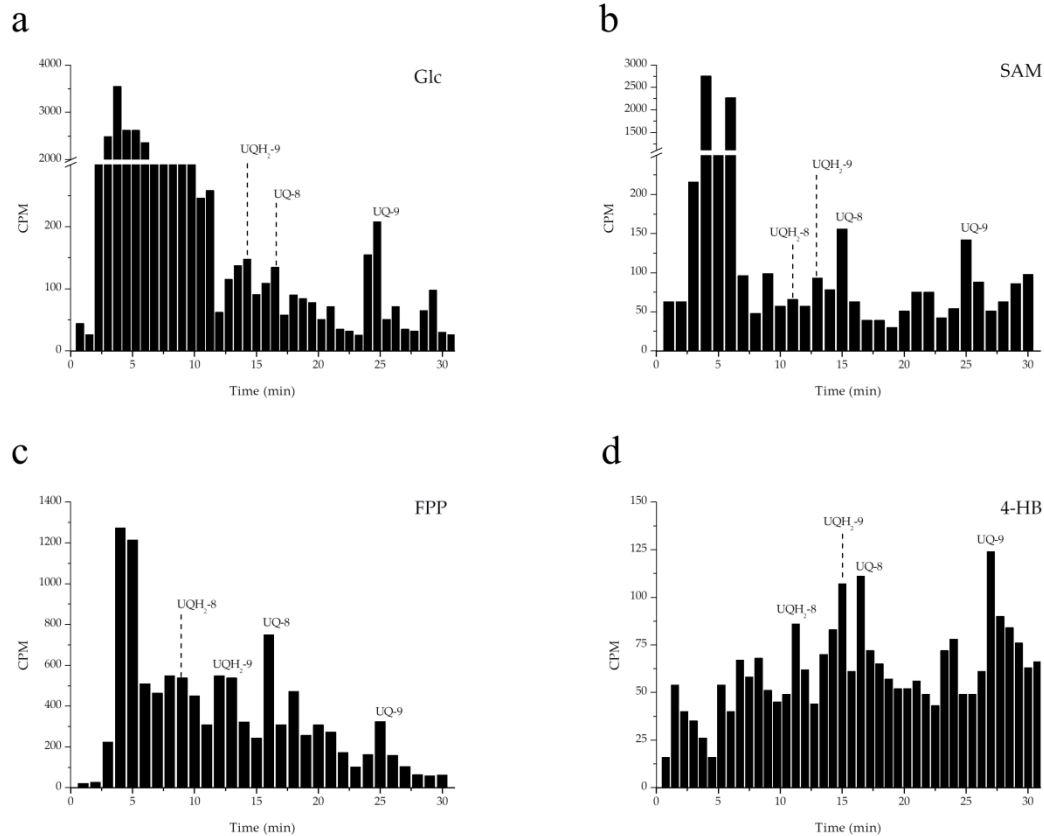 a
Glc
4000
3000
2000
200
100
0
CPM
UQH₂-9
UQ-8
UQ-9
0 5 10 15 20 25 30
Time (min)
b
SAM
3000
2500
2000
1500
200
150
100
50
0
CPM
UQH₂-8
UQH₂-9
UQ-8
UQ-9
0 5 10 15 20 25 30
Time (min)
c
FPP
1400
1200
1000
800
600
400
200
0
CPM
UQH₂-8
UQH₂-9
UQ-8
UQ-9
0 5 10 15 20 25 30
Time (min)
d
4-HB
150
125
100
75
50
25
0
CPM
UQH₂-8
UQH₂-9
UQ-8
UQ-9
0 5 10 15 20 25 30
Time (min)